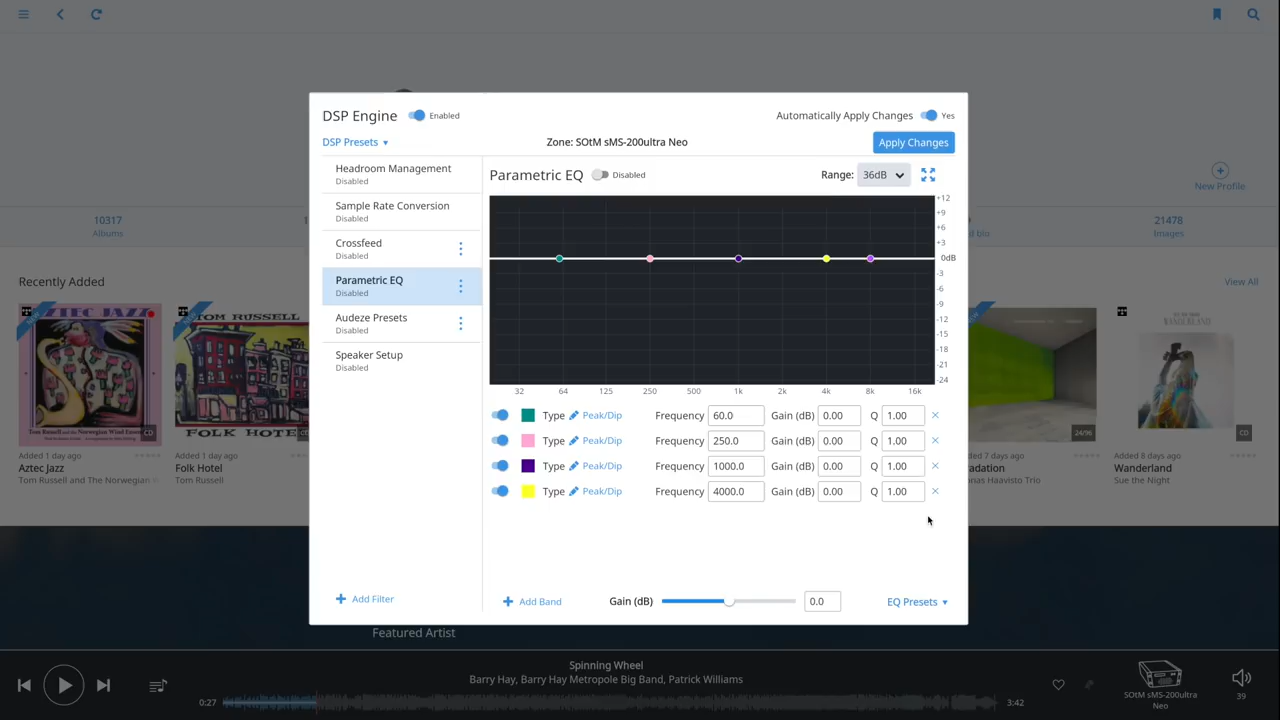 DSP Engine
Enabled
Automatically Apply Changes
Yes
DSP Presets
Zone: SOtM sMS-200ultra Neo
Apply Changes
Headroom Management
Disabled
Sample Rate Conversion
Disabled
Crossfeed
Disabled
Parametric EQ
Disabled
Audeze Presets
Disabled
Speaker Setup
Disabled
Add Filter
Parametric EQ
Disabled
Range:
36dB
+12
+9
+6
+3
0dB
-3
-6
-9
-12
-15
-18
-21
-24
32 64 125 250 500 1k 2k 4k 8k 16k
Type Peak/Dip Frequency 60.0 Gain (dB) 0.00 Q 1.00
Type Peak/Dip Frequency 250.0 Gain (dB) 0.00 Q 1.00
Type Peak/Dip Frequency 1000.0 Gain (dB) 0.00 Q 1.00
Type Peak/Dip Frequency 4000.0 Gain (dB) 0.00 Q 1.00
Add Band
Gain (dB)
0.0
EQ Presets
New Profile
10317
Albums
21478
Images
Recently Added
View All
AZTEC JAZZ
TOM RUSSELL
FOLK HOTEL
WANDERLAND
CD
24/96
CD
Added 1 day ago
Aztec Jazz
Tom Russell and The Norwegian
Added 1 day ago
Folk Hotel
Tom Russell
7 days ago
Added 8 days ago
Wanderland
Sue the Night
Featured Artist
Spinning Wheel
Barry Hay, Barry Hay Metropole Big Band, Patrick Williams
0:27
3:42
SOtM sMS-200ultra
Neo
39